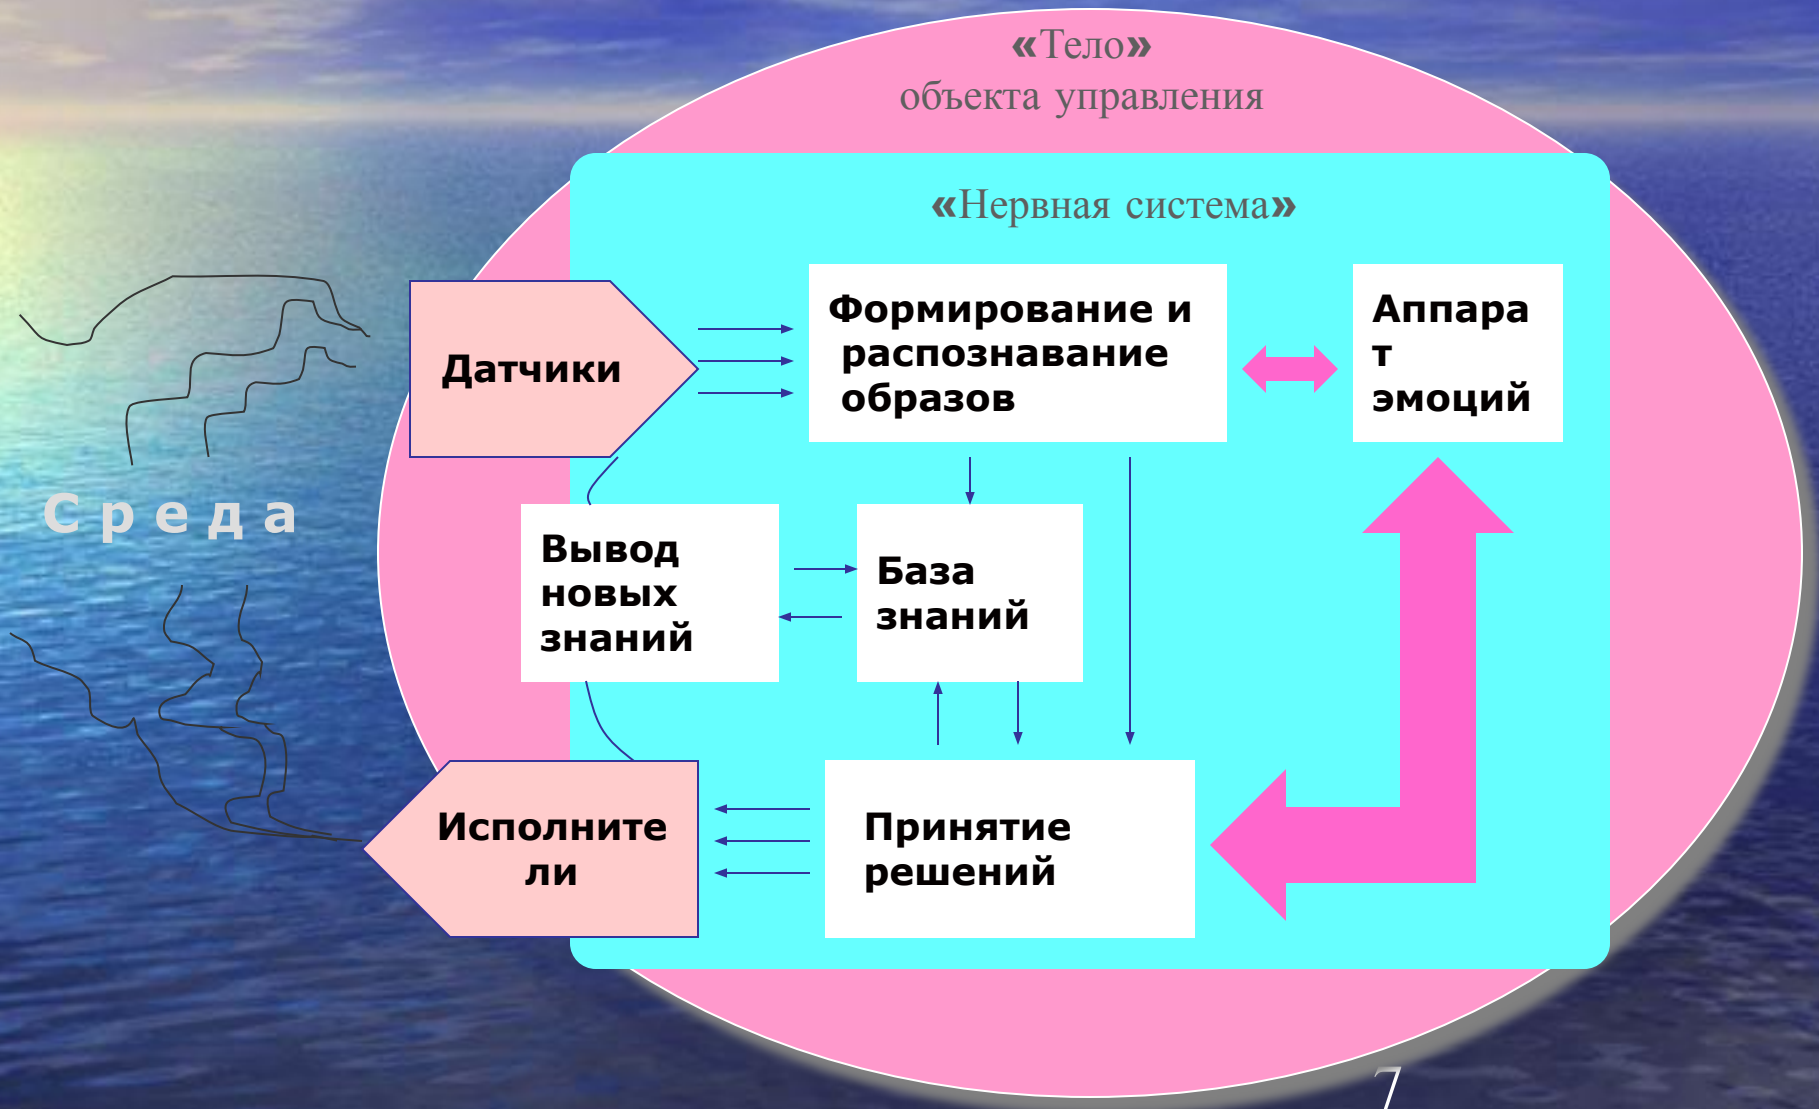 «Тело»
объекта управления
«Нервная система»
Датчики
Формирование и
распознавание
образов
Аппара
т
эмоций
С р е д а
Вывод
новых
знаний
База
знаний
Исполните
ли
Принятие
решений
7